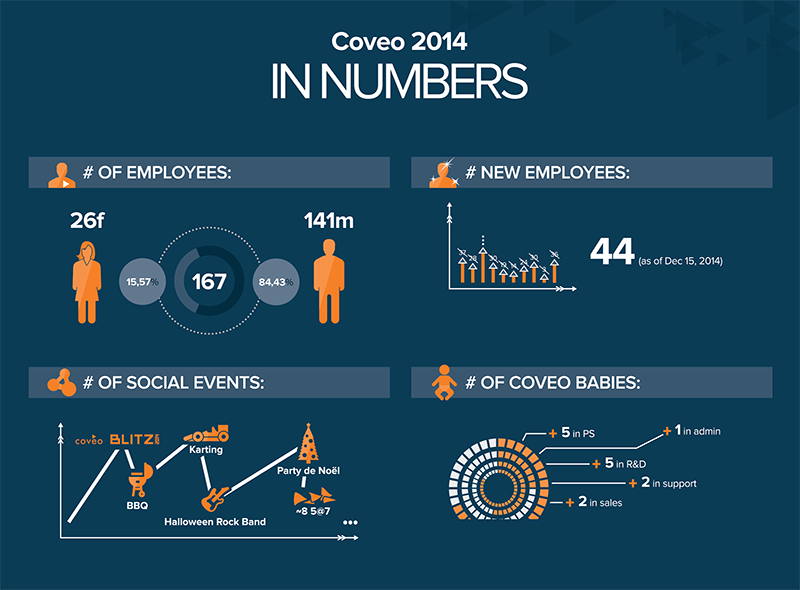 Coveo 2014
IN NUMBERS
# OF EMPLOYEES:
26f
141m
15,57%
167
84,43%
# NEW EMPLOYEES:
44 (as of Dec 15, 2014)
# OF SOCIAL EVENTS:
coveo BLITZ
Karting
BBQ
Halloween Rock Band
Party de Noël
~8 5@7
# OF COVEO BABIES:
+ 5 in PS
+ 1 in admin
+ 5 in R&D
+ 2 in support
+ 2 in sales